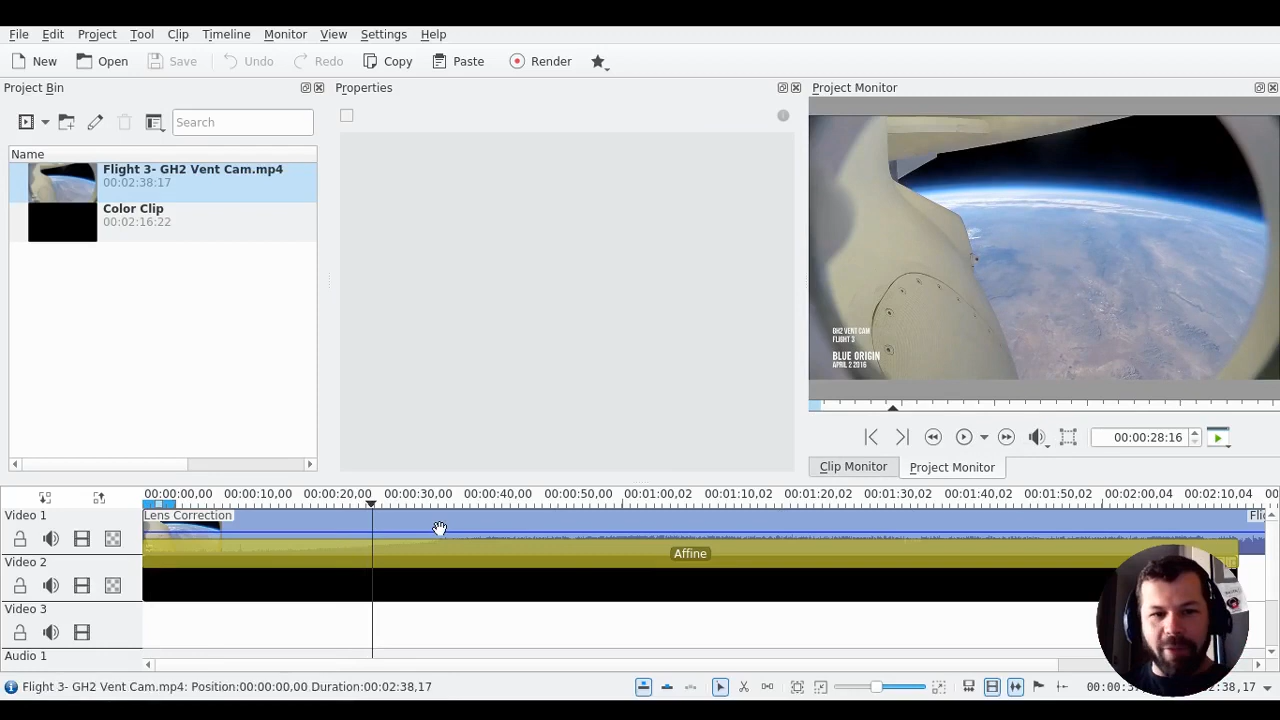 File Edit Project Tool Clip Timeline Monitor View Settings Help
New Open Save Undo Redo Copy Paste Render
Project Bin
Search
Name
Flight 3- GH2 Vent Cam.mp4
00:02:38:17
Color Clip
00:02:16:22
Properties
Project Monitor
GH2 VENT CAM
FLIGHT 3
BLUE ORIGIN
APRIL 2 2016
00:00:28:16
Clip Monitor Project Monitor
00:00:00,00 00:00:10,00 00:00:20,00 00:00:30,00 00:00:40,00 00:00:50,00 00:01:00,02 00:01:10,02 00:01:20,02 00:01:30,02 00:01:40,02 00:01:50,02 00:02:00,04 00:02:10,04 00
Video 1
Lens Correction
Flig
Affine
Video 2
Video 3
Audio 1
Flight 3- GH2 Vent Cam.mp4: Position:00:00:00,00 Duration:00:02:38,17